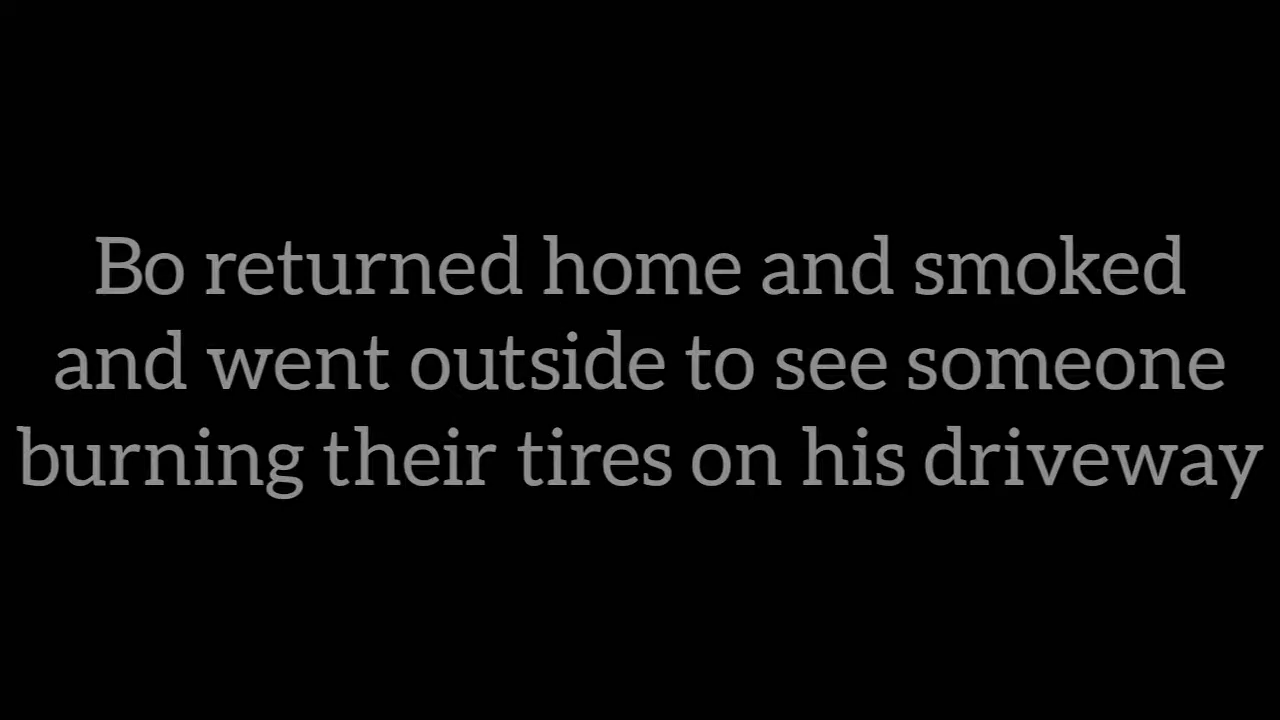 Bo returned home and smoked
and went outside to see someone
burning their tires on his driveway